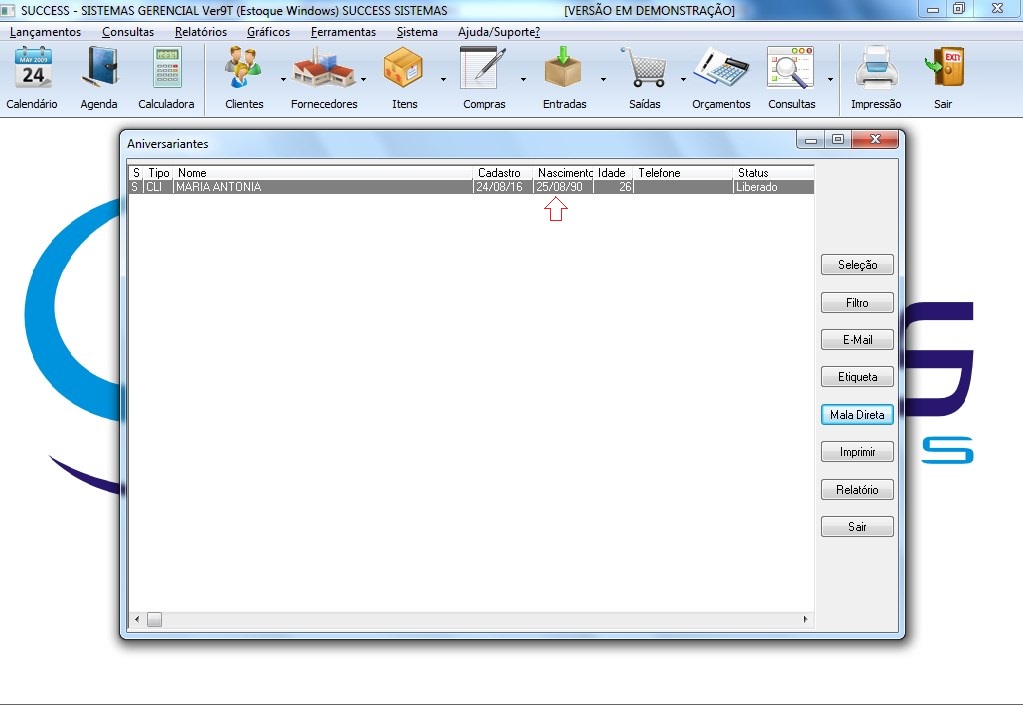 SUCCESS - SISTEMAS GERENCIAL Ver9T (Estoque Windows) SUCCESS SISTEMAS [VERSÃO EM DEMONSTRAÇÃO]
Lançamentos Consultas Relatórios Gráficos Ferramentas Sistema Ajuda/Suporte?
MAY 2009
24
EXIT
Calendário Agenda Calculadora Clientes Fornecedores Itens Compras Entradas Saídas Orçamentos Consultas Impressão Sair
Aniversariantes
S Tipo Nome Cadastro Nascimento Idade Telefone Status
S CLI MARIA ANTONIA 24/08/16 25/08/90 26 Liberado
Seleção
Filtro
E-Mail
Etiqueta
Mala Direta
Imprimir
Relatório
Sair
S
S